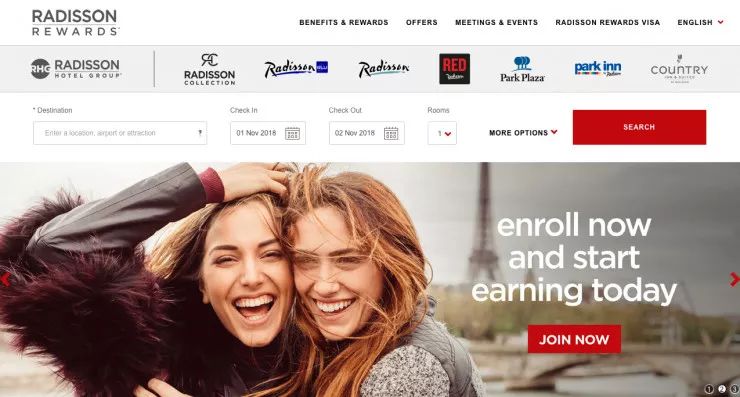 RADISSON
REWARDS
BENEFITS & REWARDS
OFFERS
MEETINGS & EVENTS
RADISSON REWARDS VISA
ENGLISH
RHG
RADISSON
HOTEL GROUP
RC
RADISSON
COLLECTION
Radisson BLU
Radisson
RED
Radisson
Park Plaza
park inn
by Radisson
COUNTRY
INN & SUITES
BY RADISSON
* Destination
Check In
Check Out
Rooms
Enter a location, airport or attraction
01 Nov 2018
02 Nov 2018
1
MORE OPTIONS
SEARCH
enroll now
and start
earning today
JOIN NOW
1 2 3